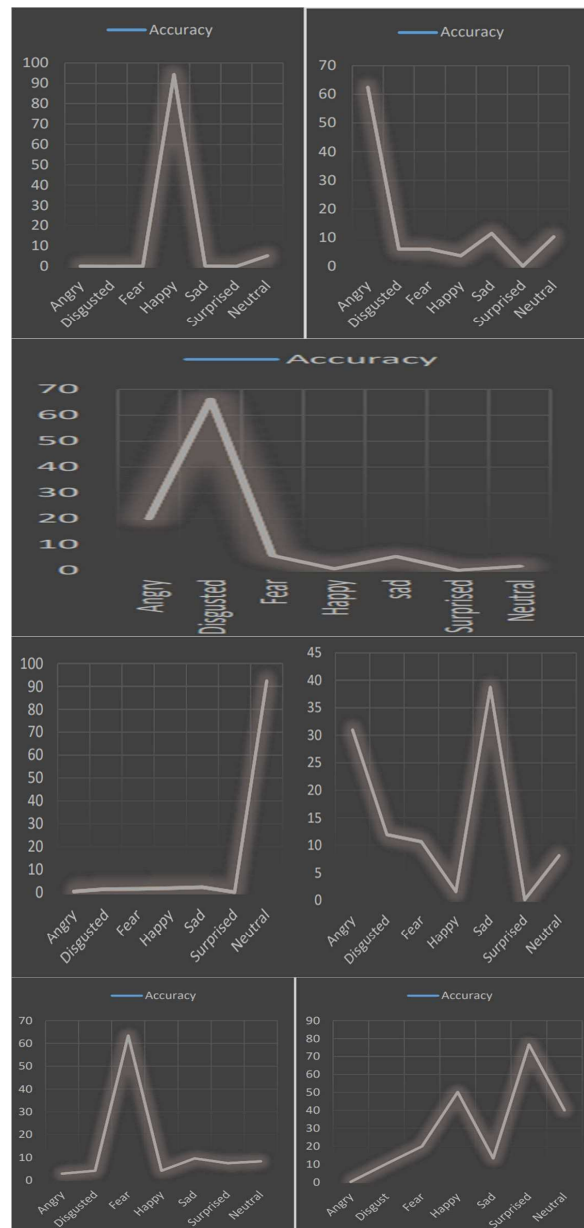 Accuracy
100
90
80
70
60
50
40
30
20
10
0
Angry
Disgusted
Fear
Happy
Sad
Surprised
Neutral
Accuracy
70
60
50
40
30
20
10
0
Angry
Disgusted
Fear
Happy
Sad
Surprised
Neutral
Accuracy
70
60
50
40
30
20
10
0
Angry
Disgusted
Fear
Happy
sad
Surprised
Neutral
100
90
80
70
60
50
40
30
20
10
0
Angry
Disgusted
Fear
Happy
Sad
Surprised
Neutral
45
40
35
30
25
20
15
10
5
0
Angry
Disgusted
Fear
Happy
Sad
Surprised
Neutral
Accuracy
70
60
50
40
30
20
10
0
Angry
Disgusted
Fear
Happy
Sad
Surprised
Neutral
Accuracy
90
80
70
60
50
40
30
20
10
0
Angry
Disgust
Fear
Happy
Sad
Surprised
Neutral